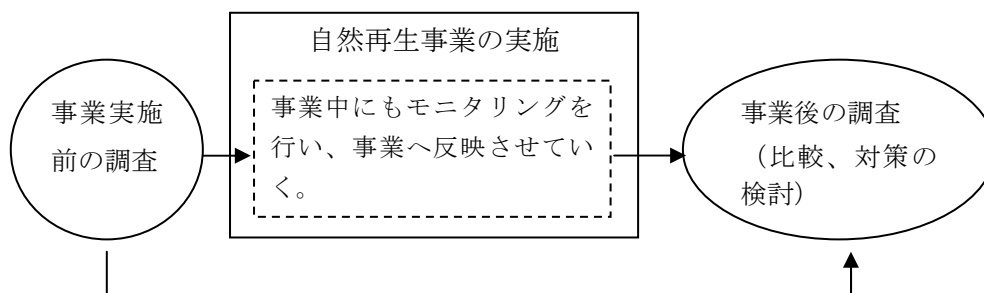 自然再生事業の実施
事業実施
前の調査
事業中にもモニタリングを
行い、事業へ反映させてい
く。
事業後の調査
（比較、対策の
検討）